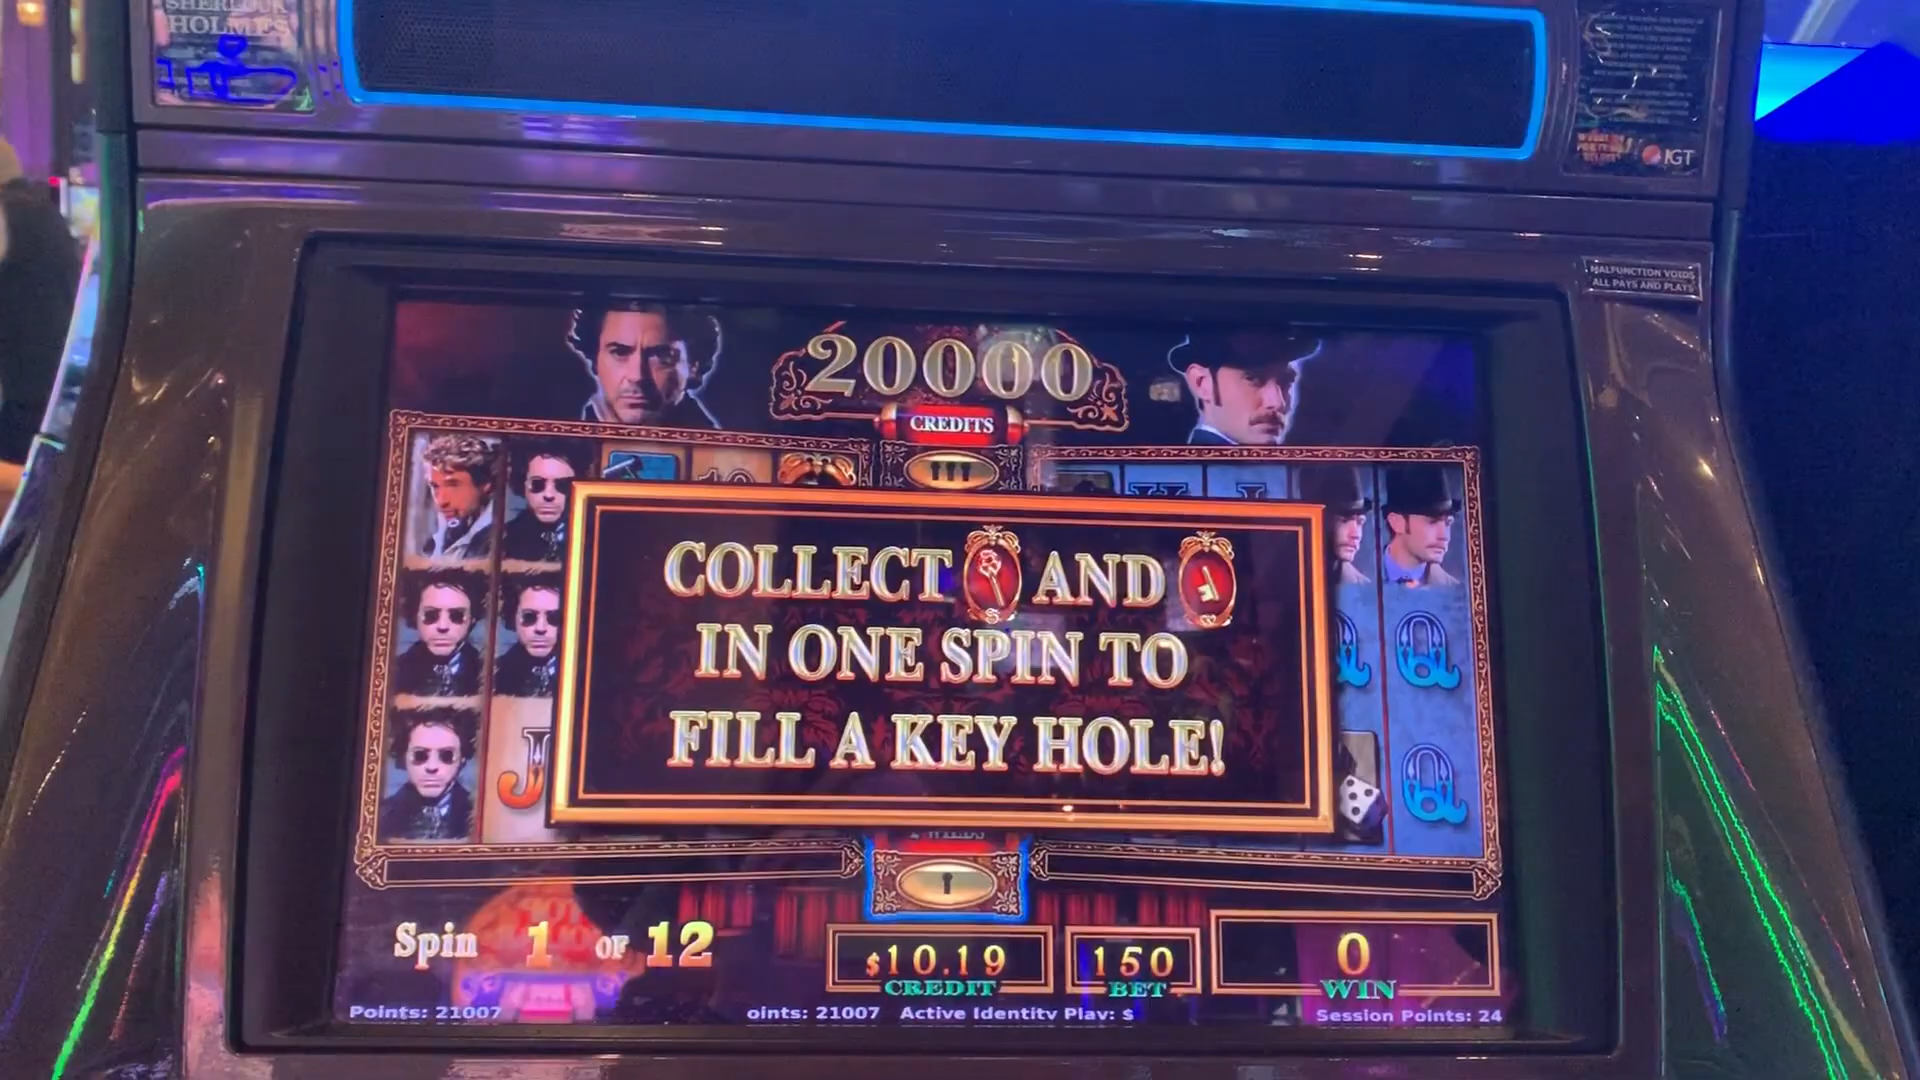 SHERLOCK
HOLMES
IGT
MALFUNCTION VOIDS
ALL PAYS AND PLAYS
20000
CREDITS
10
K
J
COLLECT AND
IN ONE SPIN TO
FILL A KEY HOLE!
Q
Q
J
Q
WILDS
Spin 1 OF 12
$10.19
CREDIT
150
BET
0
WIN
Points: 21007
oints: 21007 Active Identity Play: $
Session Points: 24